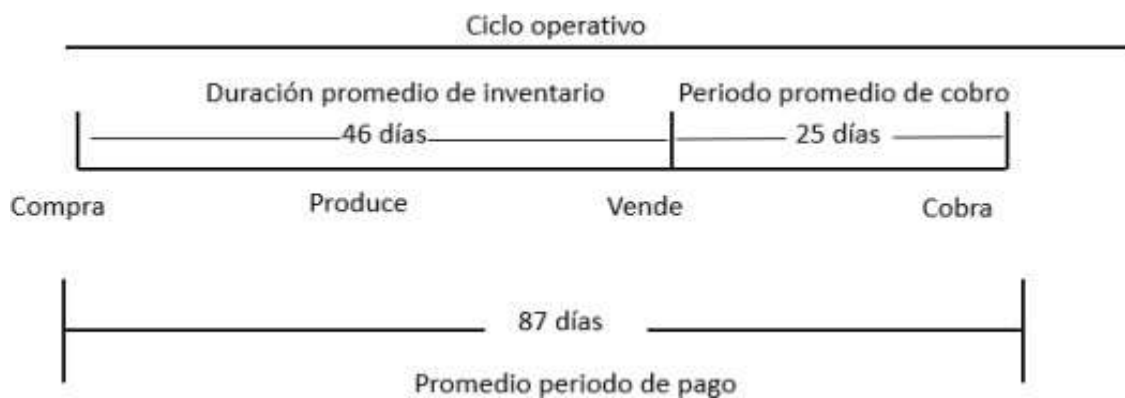 Ciclo operativo
Duración promedio de inventario Periodo promedio de cobro
46 días 25 días
Compra Produce Vende Cobra
87 días
Promedio periodo de pago